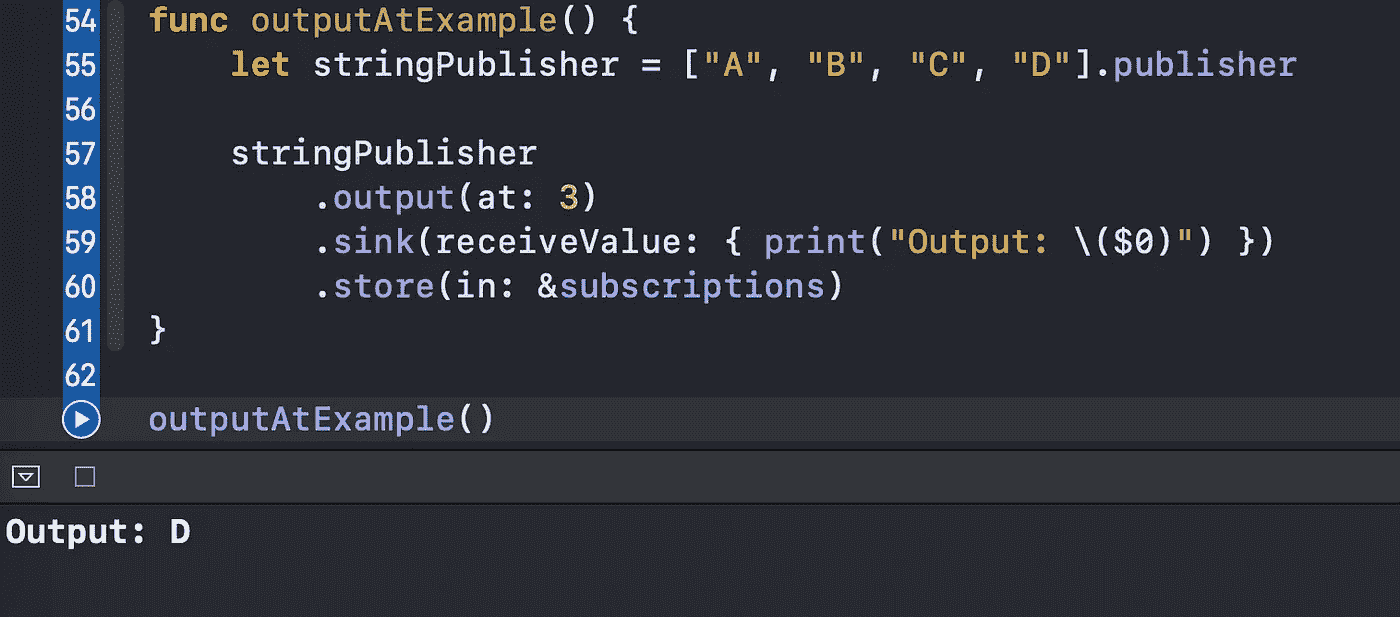 54 func outputAtExample() {
55 let stringPublisher = ["A", "B", "C", "D"].publisher
56
57 stringPublisher
58 .output(at: 3)
59 .sink(receiveValue: { print("Output: \($0)") })
60 .store(in: &subscriptions)
61 }
62
outputAtExample()
Output: D